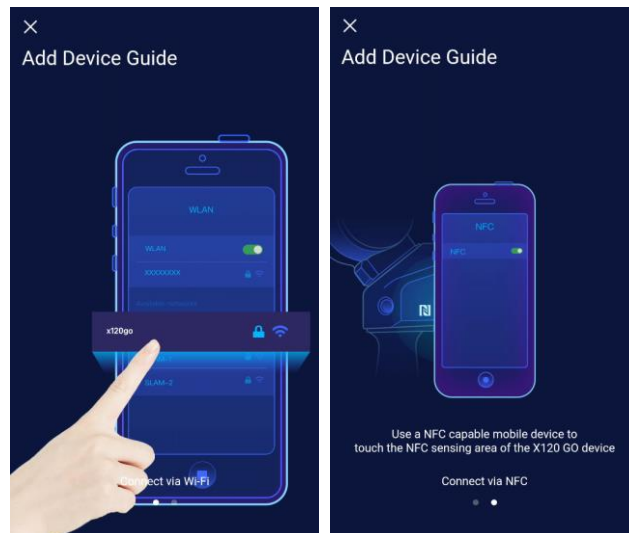 Add Device Guide
WLAN
WLAN
XXXXXXXX
x120go
SLAM-2
Connect via Wi-Fi
Add Device Guide
NFC
NFC
Use a NFC capable mobile device to
touch the NFC sensing area of the X120 GO device
Connect via NFC